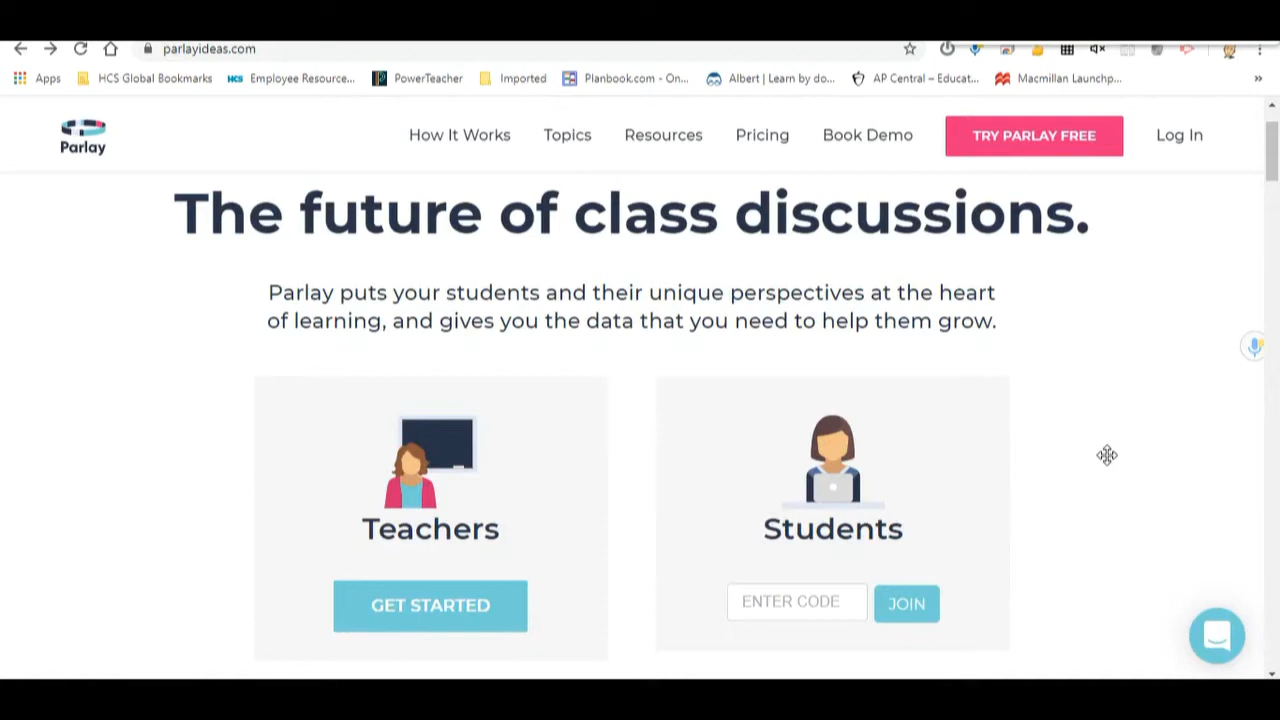 parlayideas.com
Apps HCS Global Bookmarks HCS Employee Resource... PowerTeacher Imported Planbook.com - On... Albert | Learn by do... AP Central – Educat... Macmillan Launchp... »
Parlay
How It Works Topics Resources Pricing Book Demo TRY PARLAY FREE Log In
The future of class discussions.
Parlay puts your students and their unique perspectives at the heart
of learning, and gives you the data that you need to help them grow.
Teachers
GET STARTED
Students
ENTER CODE JOIN